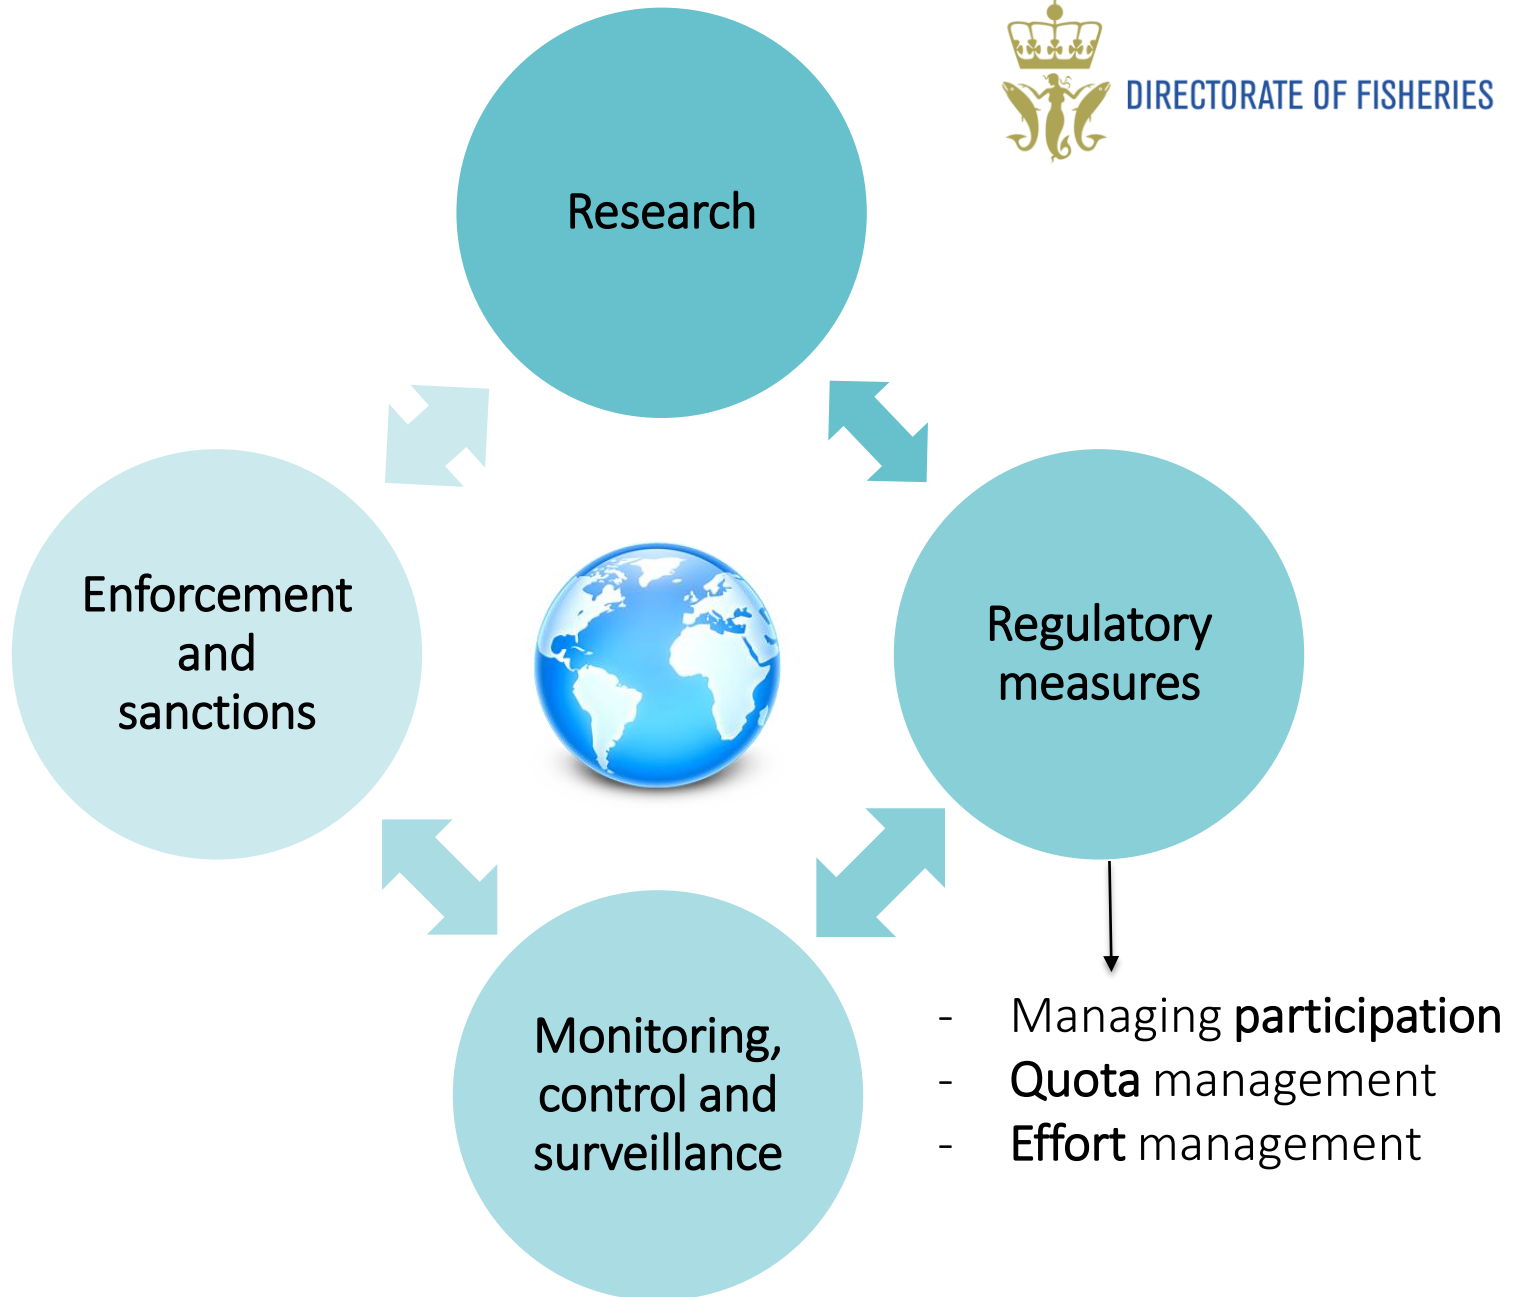 DIRECTORATE OF FISHERIES
Research
Enforcement
and
sanctions
Regulatory
measures
Monitoring,
control and
surveillance
- Managing participation
- Quota management
- Effort management